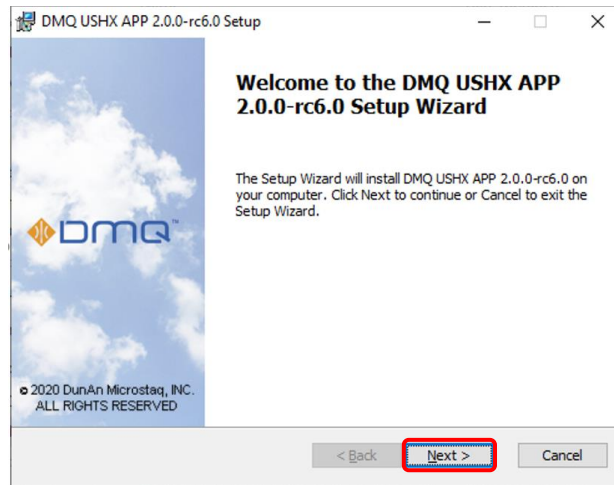 DMQ USHX APP 2.0.0-rc6.0 Setup
Welcome to the DMQ USHX APP
2.0.0-rc6.0 Setup Wizard
The Setup Wizard will install DMQ USHX APP 2.0.0-rc6.0 on
your computer. Click Next to continue or Cancel to exit the
Setup Wizard.
DMQ™
© 2020 DunAn Microstaq, INC.
ALL RIGHTS RESERVED
< Back
Next >
Cancel